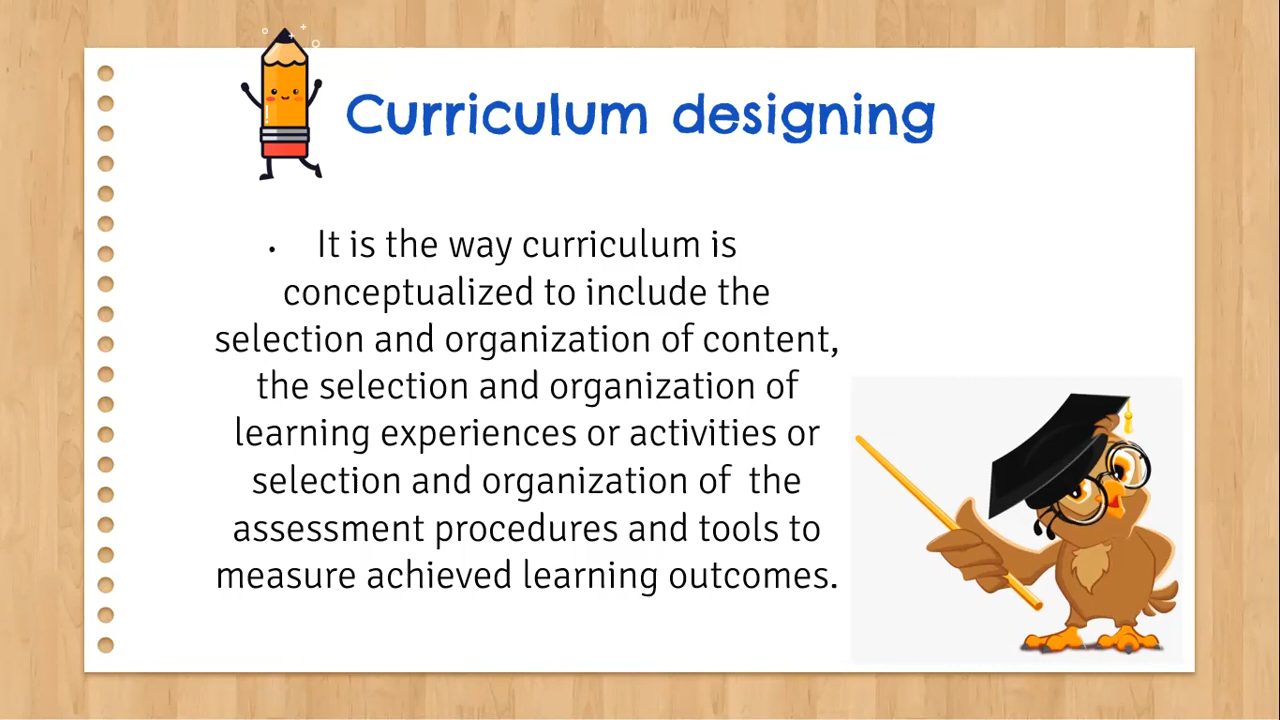 Curriculum designing
• It is the way curriculum is
conceptualized to include the
selection and organization of content,
the selection and organization of
learning experiences or activities or
selection and organization of  the
assessment procedures and tools to
measure achieved learning outcomes.